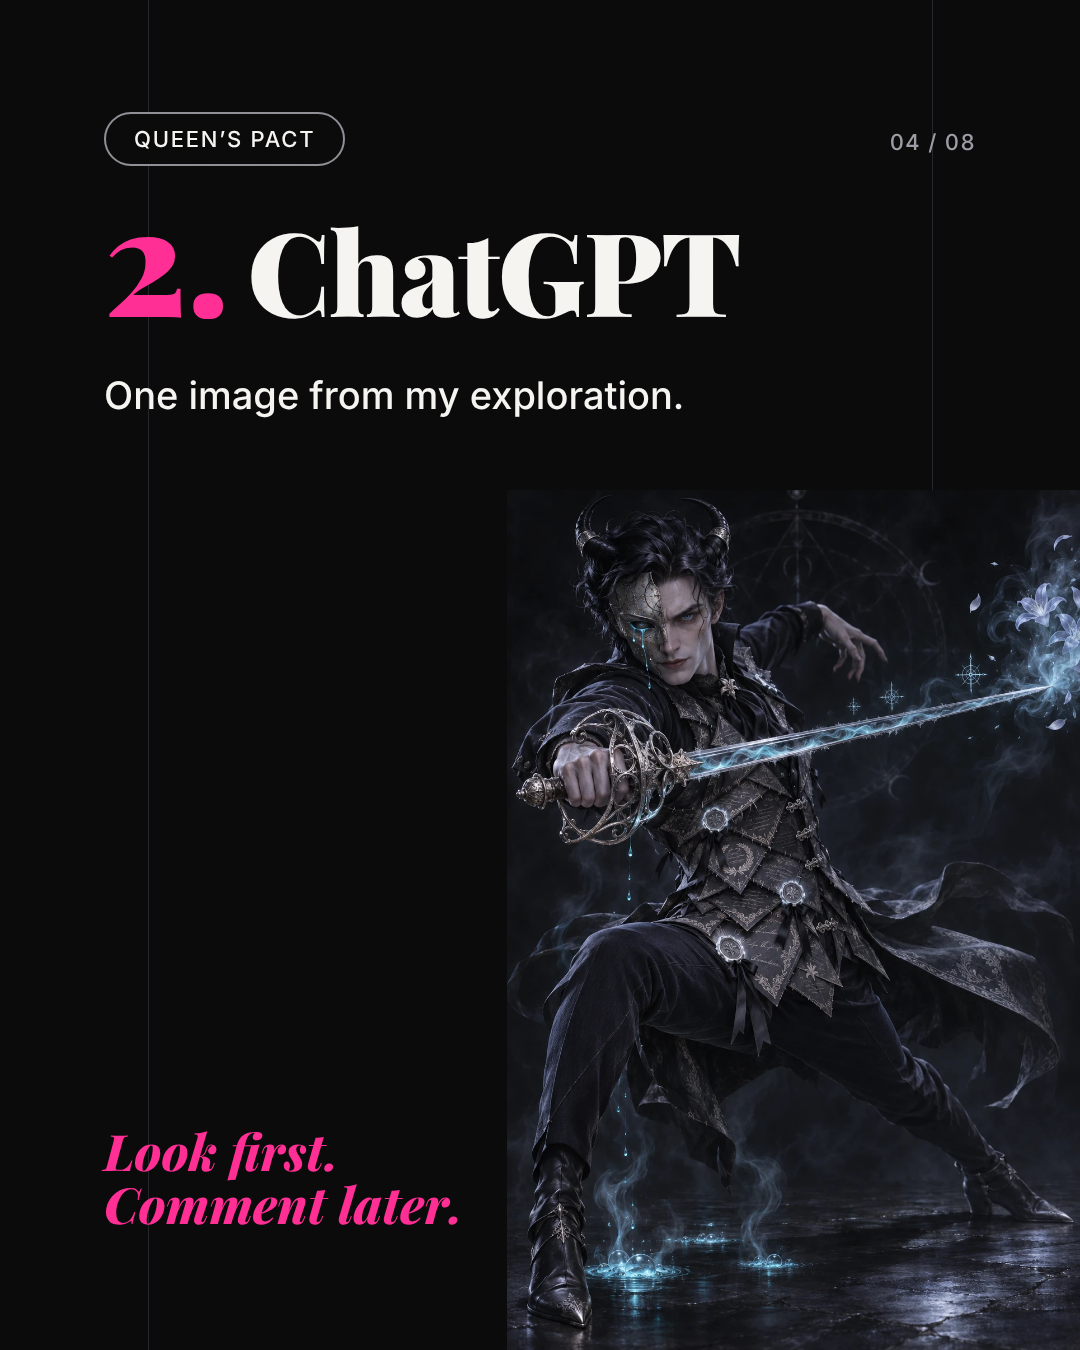 QUEEN’S PACT
04 / 08
2. ChatGPT
One image from my exploration.
Look first.
Comment later.